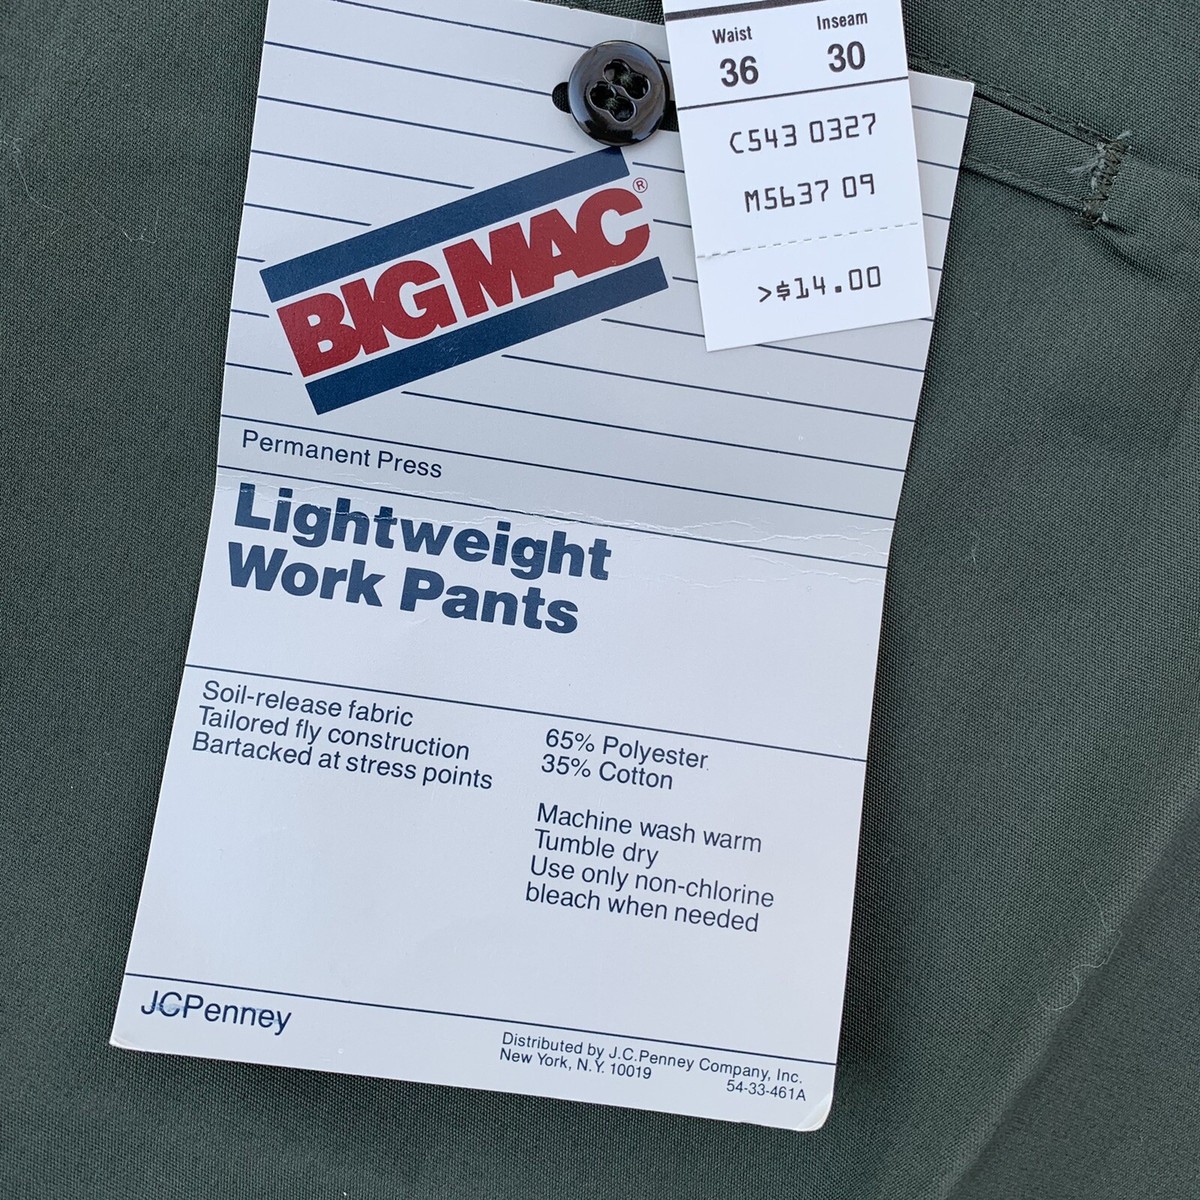 Waist Inseam
36 30
C543 0327
M5637 09
>$14.00
BIG MAC®
Permanent Press
Lightweight
Work Pants
Soil-release fabric
Tailored fly construction
Bartacked at stress points
65% Polyester
35% Cotton
Machine wash warm
Tumble dry
Use only non-chlorine
bleach when needed
JCPenney
Distributed by J.C.Penney Company, Inc.
New York, N.Y. 10019
54-33-461A